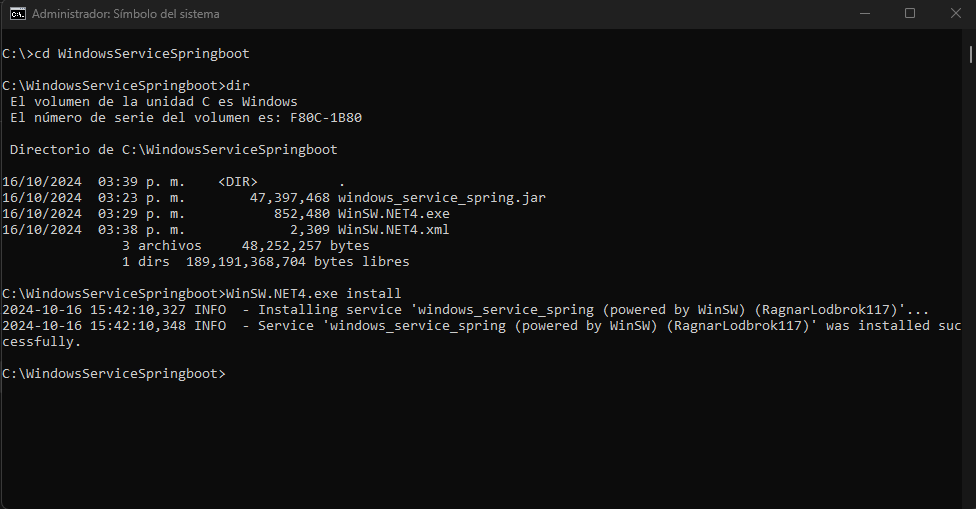 Administrador: Símbolo del sistema
C:\>cd WindowsServiceSpringboot
C:\WindowsServiceSpringboot>dir
 El volumen de la unidad C es Windows
 El número de serie del volumen es: F80C-1B80
 Directorio de C:\WindowsServiceSpringboot
16/10/2024  03:39 p. m.    <DIR>          .
16/10/2024  03:23 p. m.        47,397,468 windows_service_spring.jar
16/10/2024  03:29 p. m.           852,480 WinSW.NET4.exe
16/10/2024  03:38 p. m.             2,309 WinSW.NET4.xml
               3 archivos     48,252,257 bytes
               1 dirs  189,191,368,704 bytes libres
C:\WindowsServiceSpringboot>WinSW.NET4.exe install
2024-10-16 15:42:10,327 INFO  - Installing service 'windows_service_spring (powered by WinSW) (RagnarLodbrok117)'...
2024-10-16 15:42:10,348 INFO  - Service 'windows_service_spring (powered by WinSW) (RagnarLodbrok117)' was installed suc
cessfully.
C:\WindowsServiceSpringboot>